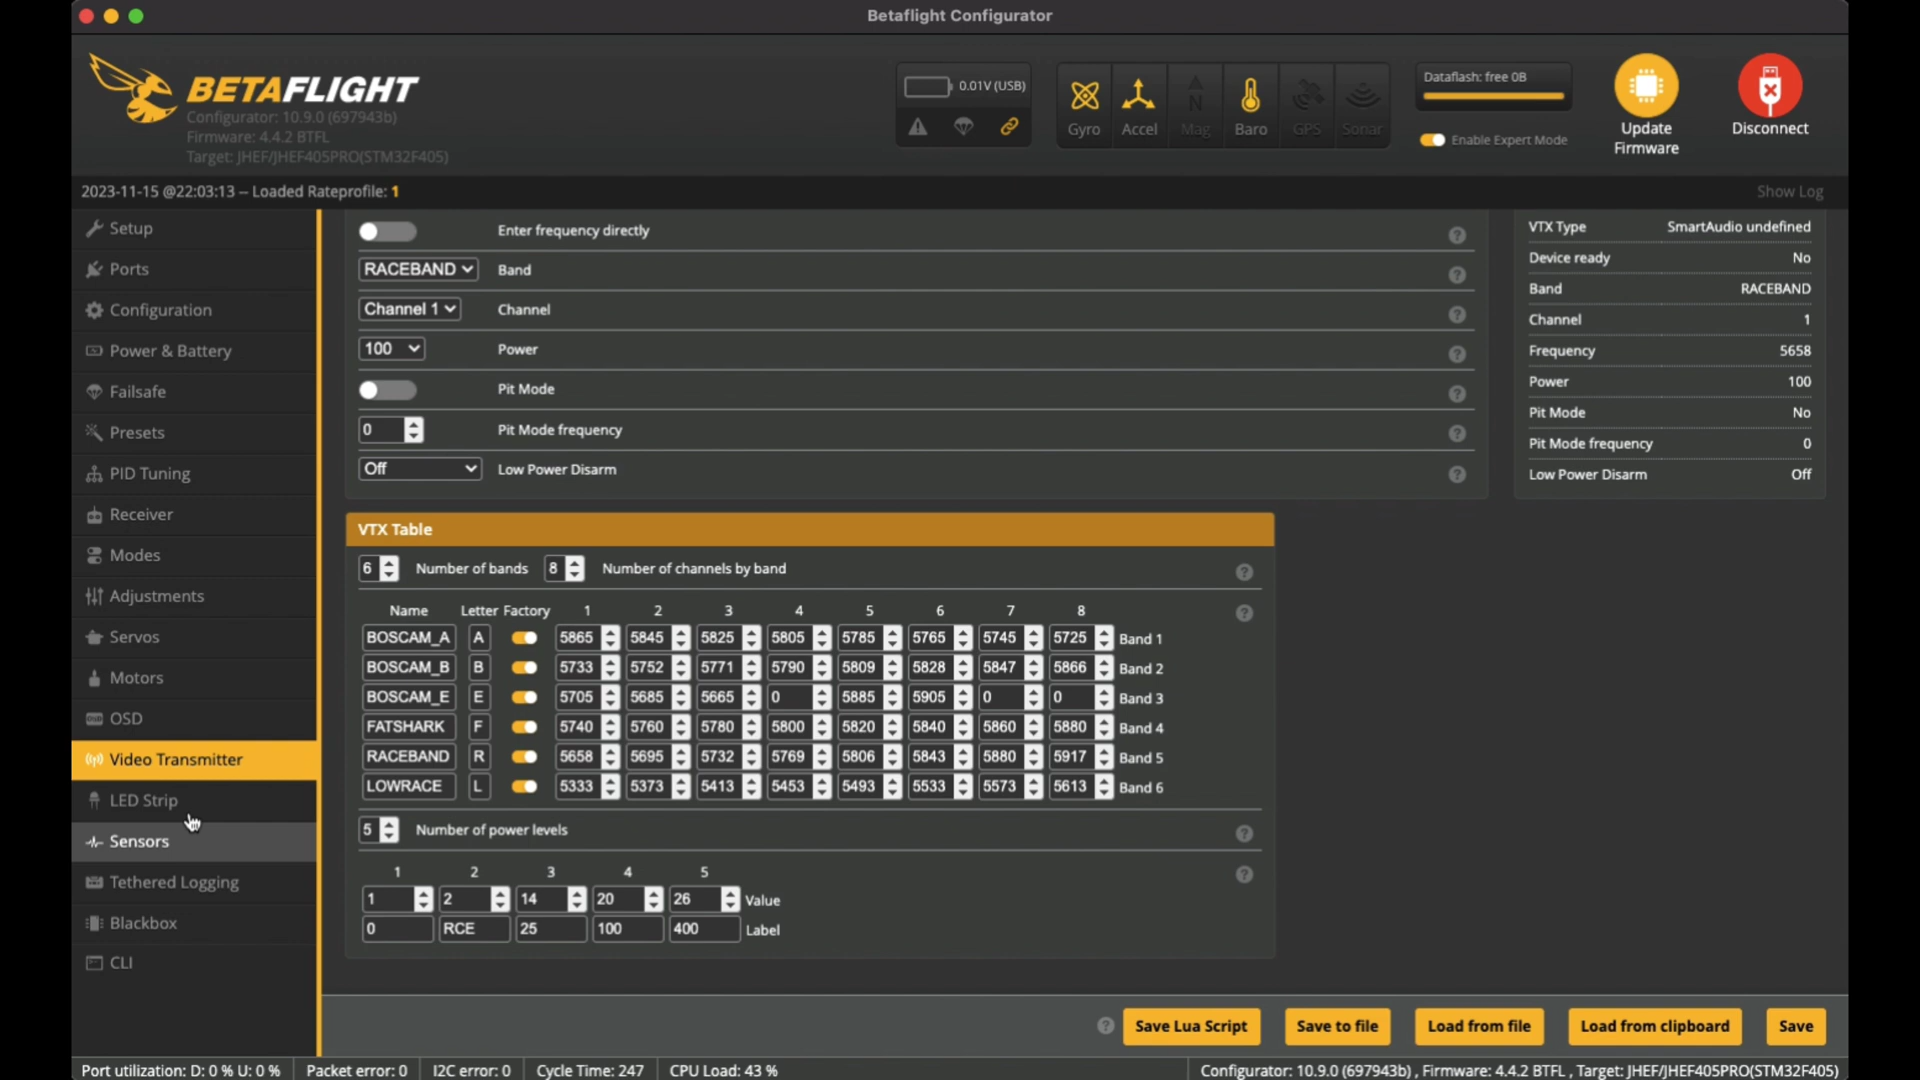 Betaflight Configurator
BETAFLIGHT
Configurator: 10.9.0 (697943b)
Firmware: 4.4.2 BTFL
Target: JHEF/JHEF405PRO(STM32F405)
0.01V (USB)
Gyro Accel Mag Baro GPS Sonar
Dataflash: free 0B
Enable Expert Mode
Update Firmware
Disconnect
2023-11-15 @22:03:13 -- Loaded Rateprofile: 1
Show Log
Setup
Ports
Configuration
Power & Battery
Failsafe
Presets
PID Tuning
Receiver
Modes
Adjustments
Servos
Motors
OSD
Video Transmitter
LED Strip
Sensors
Tethered Logging
Blackbox
CLI
Enter frequency directly
RACEBAND Band
Channel 1 Channel
100 Power
Pit Mode
0 Pit Mode frequency
Off Low Power Disarm
VTX Type SmartAudio undefined
Device ready No
Band RACEBAND
Channel 1
Frequency 5658
Power 100
Pit Mode No
Pit Mode frequency 0
Low Power Disarm Off
VTX Table
6 Number of bands 8 Number of channels by band
Name Letter Factory 1 2 3 4 5 6 7 8
BOSCAM_A A 5865 5845 5825 5805 5785 5765 5745 5725 Band 1
BOSCAM_B B 5733 5752 5771 5790 5809 5828 5847 5866 Band 2
BOSCAM_E E 5705 5685 5665 0 5885 5905 0 0 Band 3
FATSHARK F 5740 5760 5780 5800 5820 5840 5860 5880 Band 4
RACEBAND R 5658 5695 5732 5769 5806 5843 5880 5917 Band 5
LOWRACE L 5333 5373 5413 5453 5493 5533 5573 5613 Band 6
5 Number of power levels
1 2 3 4 5
1 2 14 20 26 Value
0 RCE 25 100 400 Label
Save Lua Script
Save to file
Load from file
Load from clipboard
Save
Port utilization: D: 0 % U: 0 % Packet error: 0 I2C error: 0 Cycle Time: 247 CPU Load: 43 %
Configurator: 10.9.0 (697943b) , Firmware: 4.4.2 BTFL , Target: JHEF/JHEF405PRO(STM32F405)